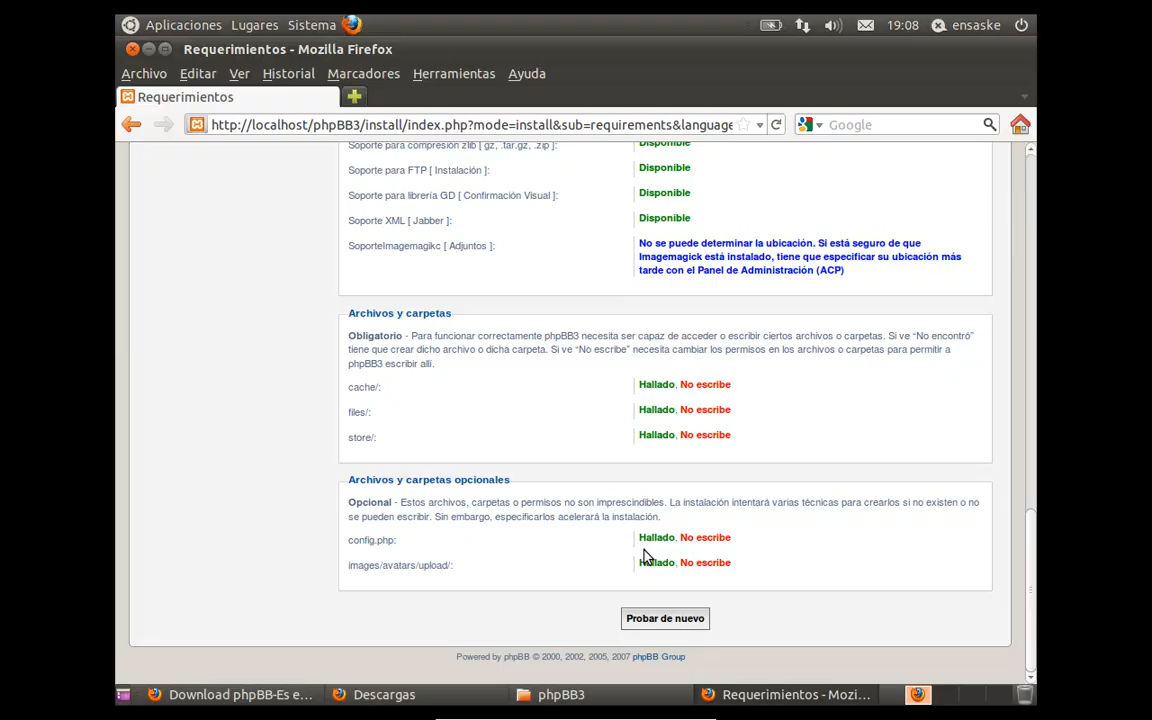 Aplicaciones Lugares Sistema
19:08 ensaske
Requerimientos - Mozilla Firefox
Archivo Editar Ver Historial Marcadores Herramientas Ayuda
Requerimientos
http://localhost/phpBB3/install/index.php?mode=install&sub=requirements&language
Google
Soporte para compresión zlib [ gz, .tar.gz, .zip ]: Disponible
Soporte para FTP [ Instalación ]: Disponible
Soporte para librería GD [ Confirmación Visual ]: Disponible
Soporte XML [ Jabber ]: Disponible
SoporteImagemagikc [ Adjuntos ]: No se puede determinar la ubicación. Si está seguro de que
Imagemagick está instalado, tiene que especificar su ubicación más
tarde con el Panel de Administración (ACP)
Archivos y carpetas
Obligatorio - Para funcionar correctamente phpBB3 necesita ser capaz de acceder o escribir ciertos archivos o carpetas. Si ve “No encontró”
tiene que crear dicho archivo o dicha carpeta. Si ve “No escribe” necesita cambiar los permisos en los archivos o carpetas para permitir a
phpBB3 escribir allí.
cache/: Hallado, No escribe
files/: Hallado, No escribe
store/: Hallado, No escribe
Archivos y carpetas opcionales
Opcional - Estos archivos, carpetas o permisos no son imprescindibles. La instalación intentará varias técnicas para crearlos si no existen o no
se pueden escribir. Sin embargo, especificarlos acelerará la instalación.
config.php: Hallado, No escribe
images/avatars/upload/: Hallado, No escribe
Probar de nuevo
Powered by phpBB © 2000, 2002, 2005, 2007 phpBB Group
Download phpBB-Es e... Descargas phpBB3 Requerimientos - Mozi...